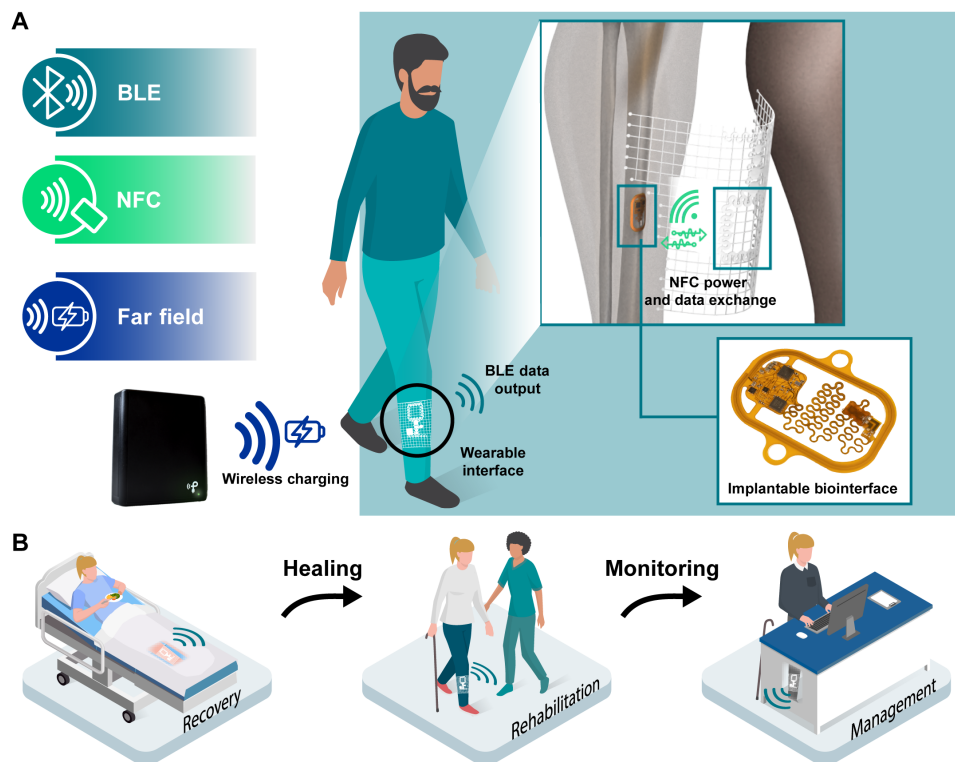 A
BLE
NFC
Far field
Wireless charging
BLE data
output
Wearable
interface
NFC power
and data exchange
Implantable biointerface
B
Healing
Monitoring
Recovery
Rehabilitation
Management